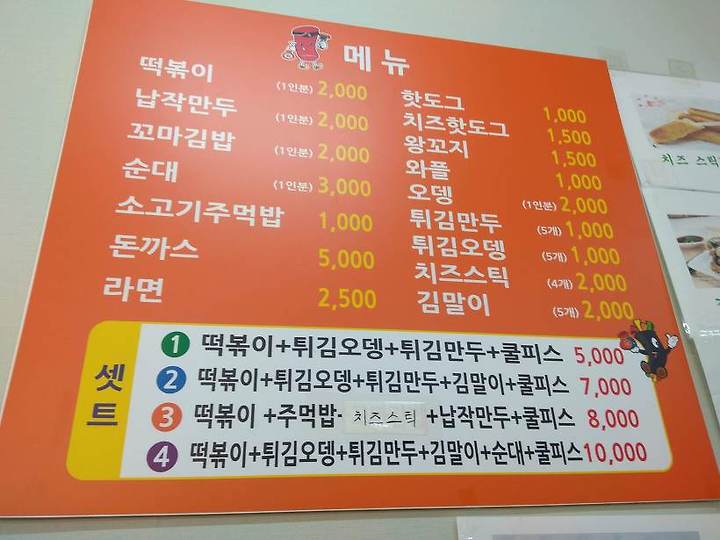 메뉴
떡볶이 (1인분) 2,000
납작만두 (1인분) 2,000
꼬마김밥 (1인분) 2,000
순대 (1인분) 3,000
소고기주먹밥 1,000
돈까스 5,000
라면 2,500
핫도그 1,000
치즈핫도그 1,500
왕꼬지 1,500
와플 1,000
오뎅 (1인분) 2,000
튀김만두 (5개) 1,000
튀김오뎅 (5개) 1,000
치즈스틱 (4개) 2,000
김말이 (5개) 2,000
세트
1 떡볶이+튀김오뎅+튀김만두+쿨피스 5,000
2 떡볶이+튀김오뎅+튀김만두+김말이+쿨피스 7,000
3 떡볶이 +주먹밥- 치즈스틱 +납작만두+쿨피스 8,000
4 떡볶이+튀김오뎅+튀김만두+김말이+순대+쿨피스 10,000
치즈 스틱